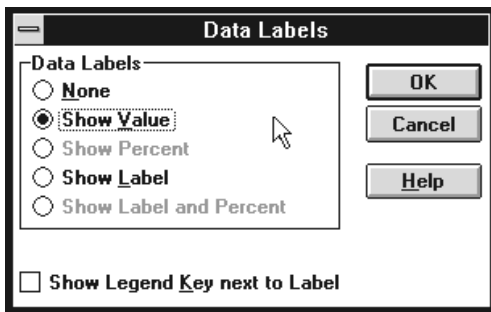 Data Labels
Data Labels
None
Show Value
Show Percent
Show Label
Show Label and Percent
OK
Cancel
Help
Show Legend Key next to Label